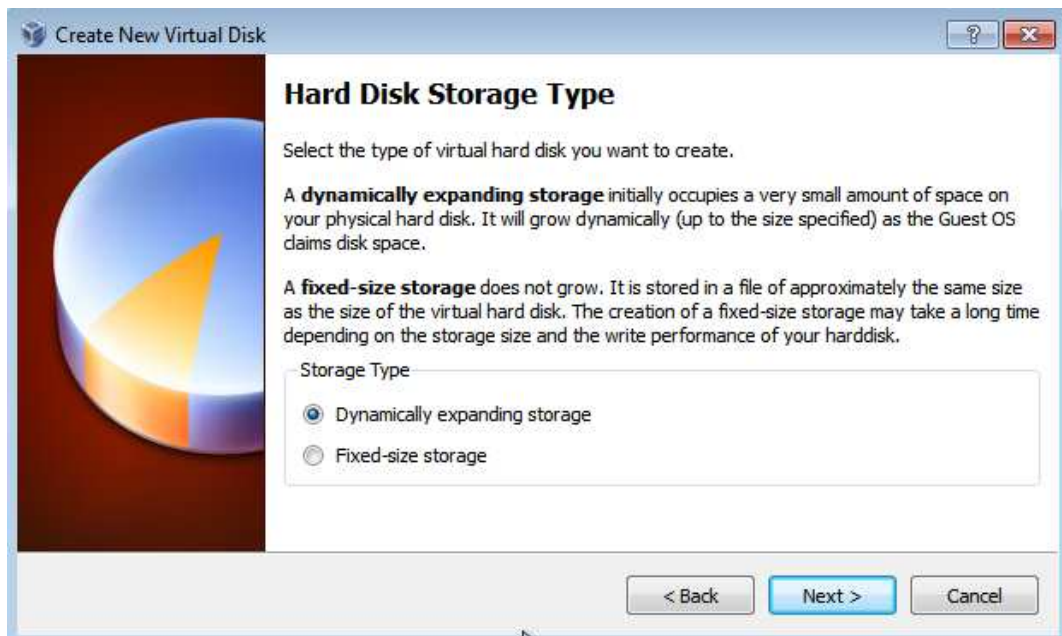 Create New Virtual Disk
?
Hard Disk Storage Type
Select the type of virtual hard disk you want to create.
A dynamically expanding storage initially occupies a very small amount of space on
your physical hard disk. It will grow dynamically (up to the size specified) as the Guest OS
claims disk space.
A fixed-size storage does not grow. It is stored in a file of approximately the same size
as the size of the virtual hard disk. The creation of a fixed-size storage may take a long time
depending on the storage size and the write performance of your harddisk.
Storage Type
Dynamically expanding storage
Fixed-size storage
< Back
Next >
Cancel